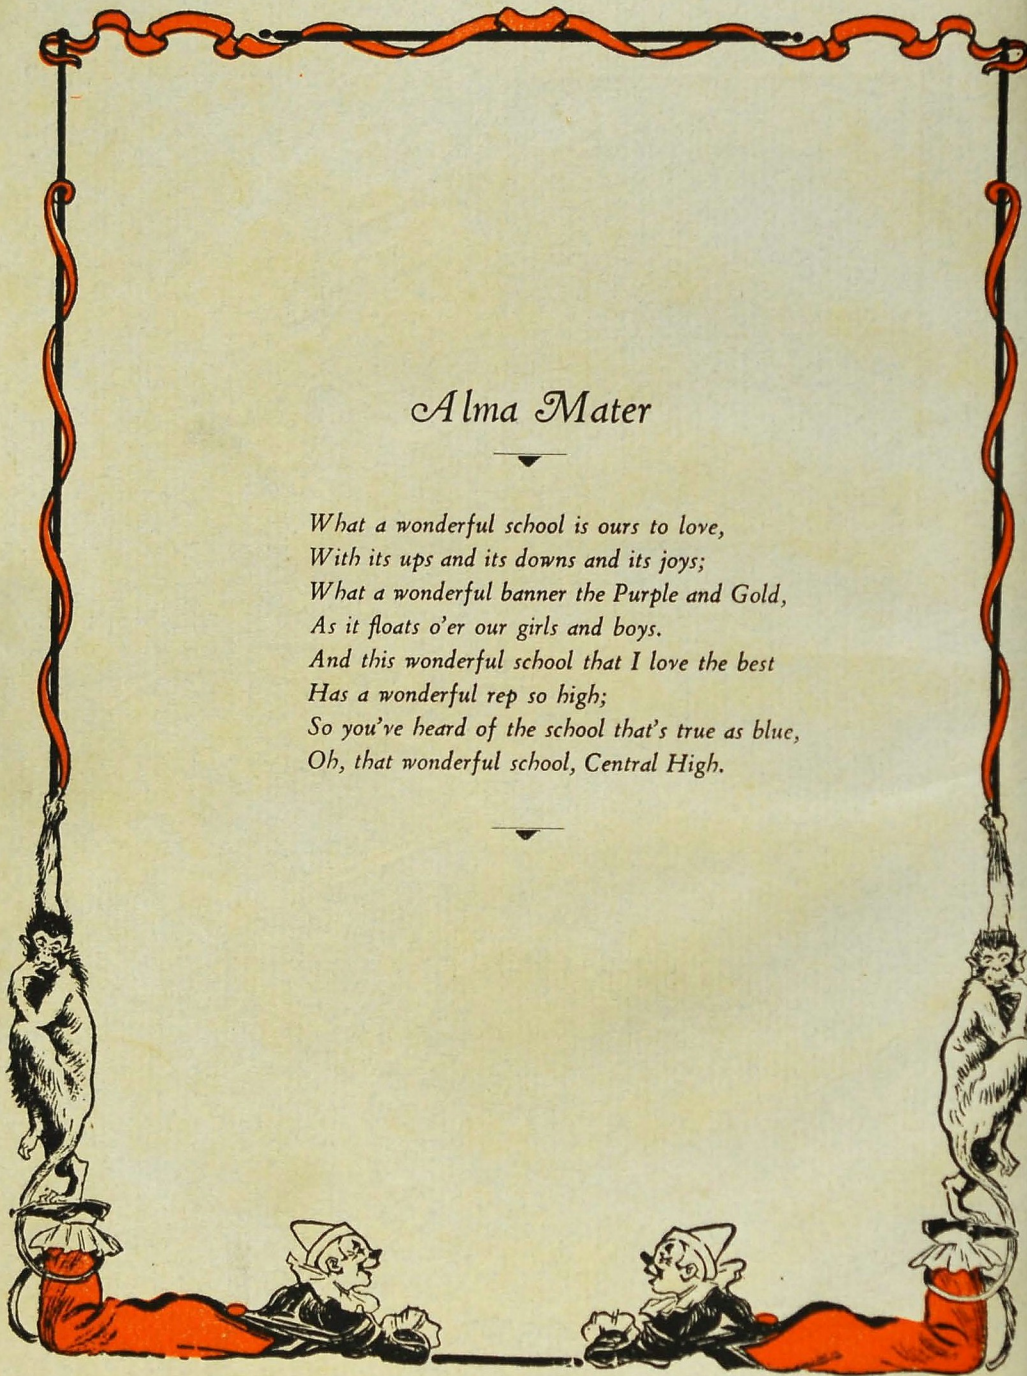 Alma Mater
What a wonderful school is ours to love,
With its ups and its downs and its joys;
What a wonderful banner the Purple and Gold,
As it floats o'er our girls and boys.
And this wonderful school that I love the best
Has a wonderful rep so high;
So you've heard of the school that's true as blue,
Oh, that wonderful school, Central High.